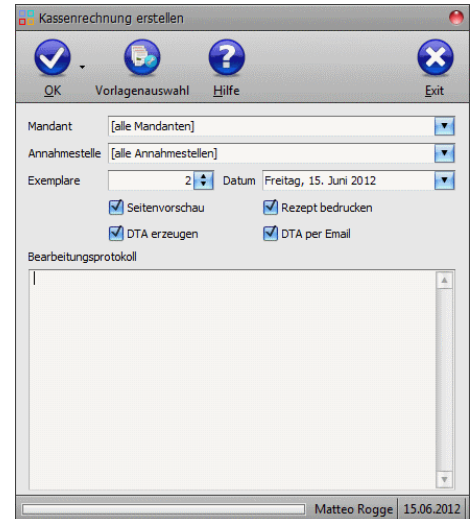 Kassenrechnung erstellen
OK Vorlagenauswahl Hilfe Exit
Mandant [alle Mandanten]
Annahmestelle [alle Annahmestellen]
Exemplare 2 Datum Freitag, 15. Juni 2012
Seitenvorschau Rezept bedrucken
DTA erzeugen DTA per Email
Bearbeitungsprotokoll
Matteo Rogge 15.06.2012